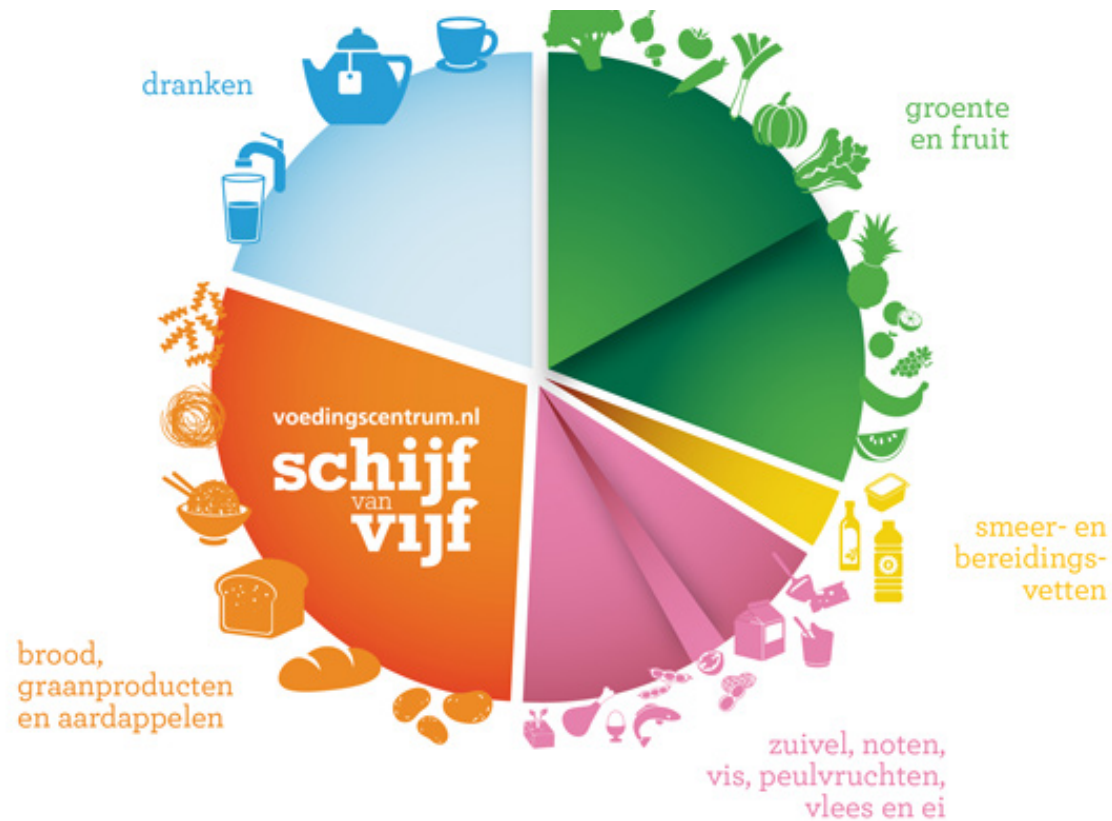 dranken
groente
en fruit
voedingscentrum.nl
schijf
van
vijf
smeer- en
bereidings-
vetten
brood,
graanproducten
en aardappelen
zuivel, noten,
vis, peulvruchten,
vlees en ei